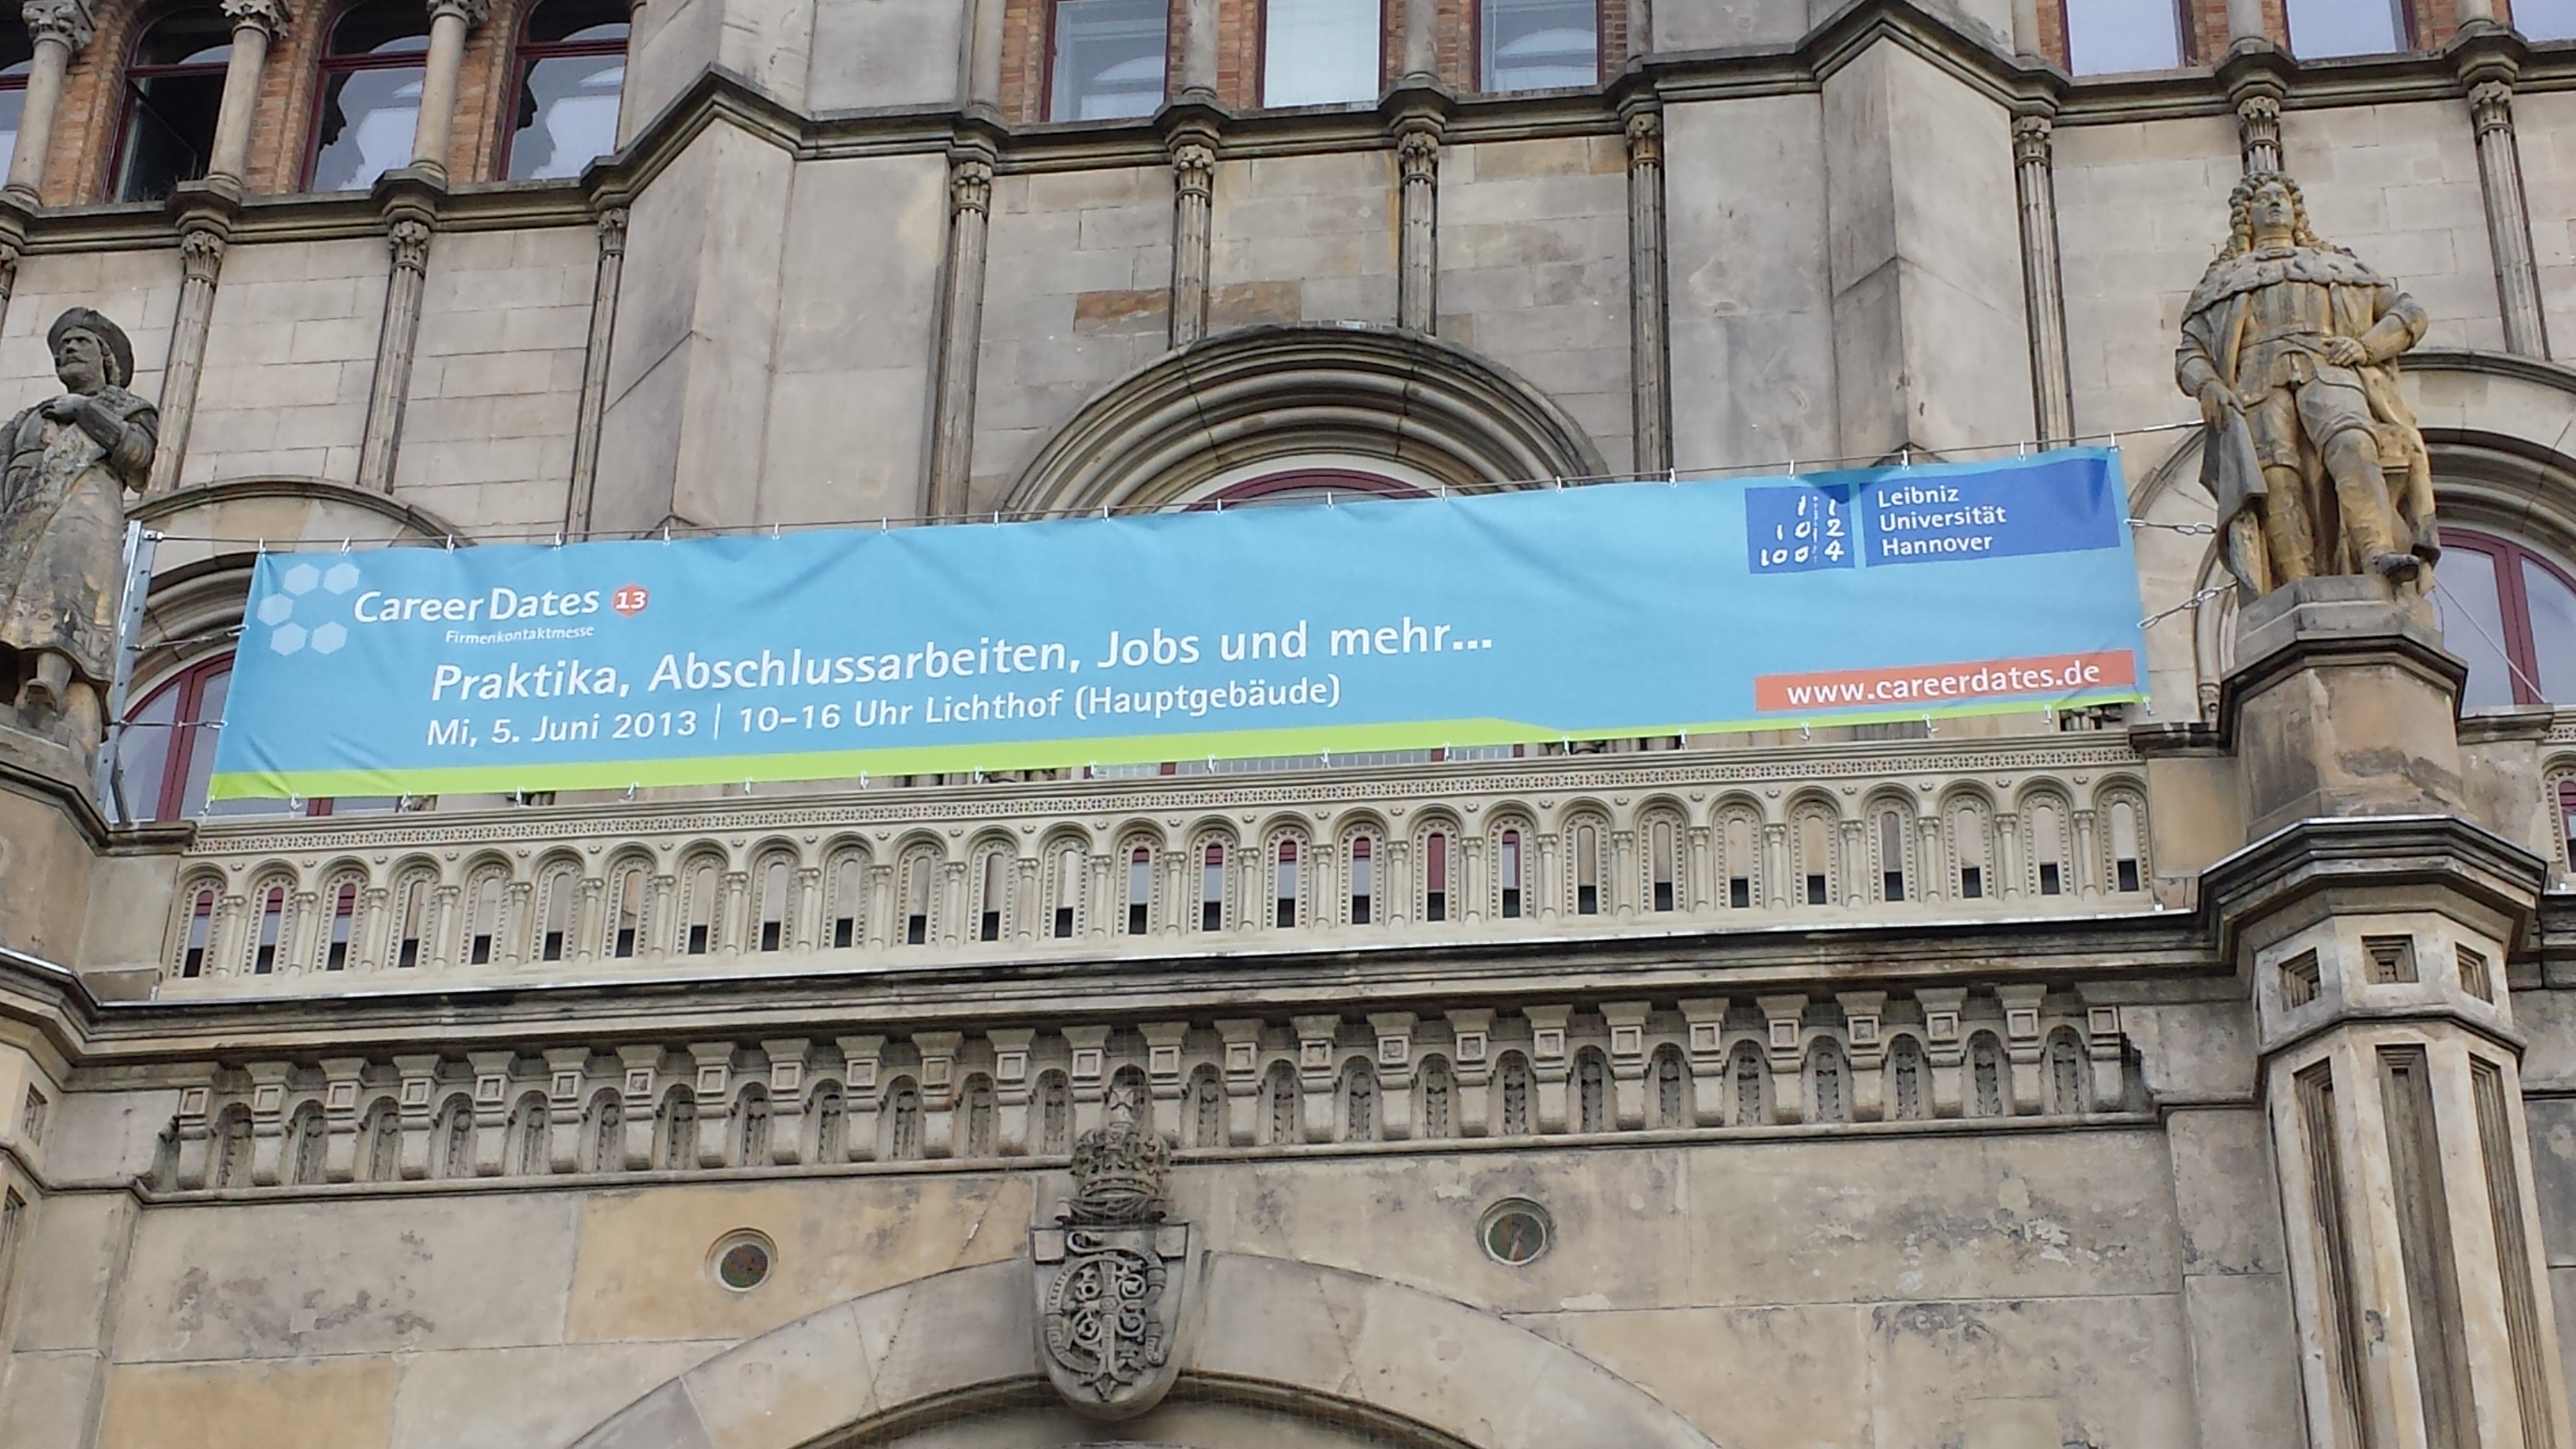 CareerDates 13
Firmenkontaktmesse
Praktika, Abschlussarbeiten, Jobs und mehr...
Mi, 5. Juni 2013 | 10–16 Uhr Lichthof (Hauptgebäude)
1 1
10 2
100 4
Leibniz
Universität
Hannover
www.careerdates.de